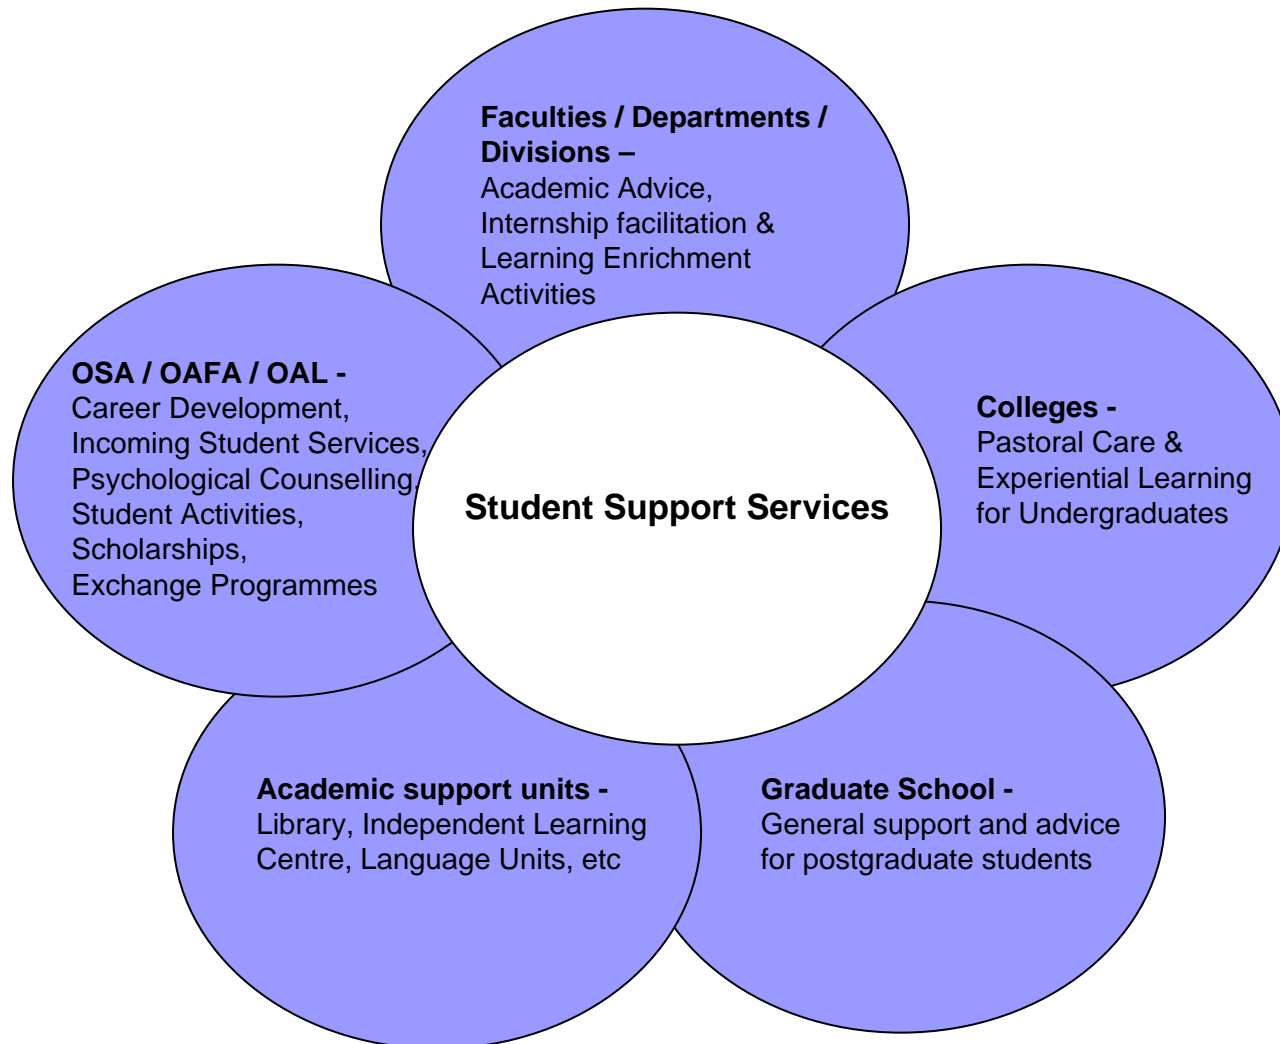 Faculties / Departments /
Divisions –
Academic Advice,
Internship facilitation &
Learning Enrichment
Activities
OSA / OAFA / OAL -
Career Development,
Incoming Student Services,
Psychological Counselling,
Student Activities,
Scholarships,
Exchange Programmes
Colleges -
Pastoral Care &
Experiential Learning
for Undergraduates
Student Support Services
Academic support units -
Library, Independent Learning
Centre, Language Units, etc
Graduate School -
General support and advice
for postgraduate students